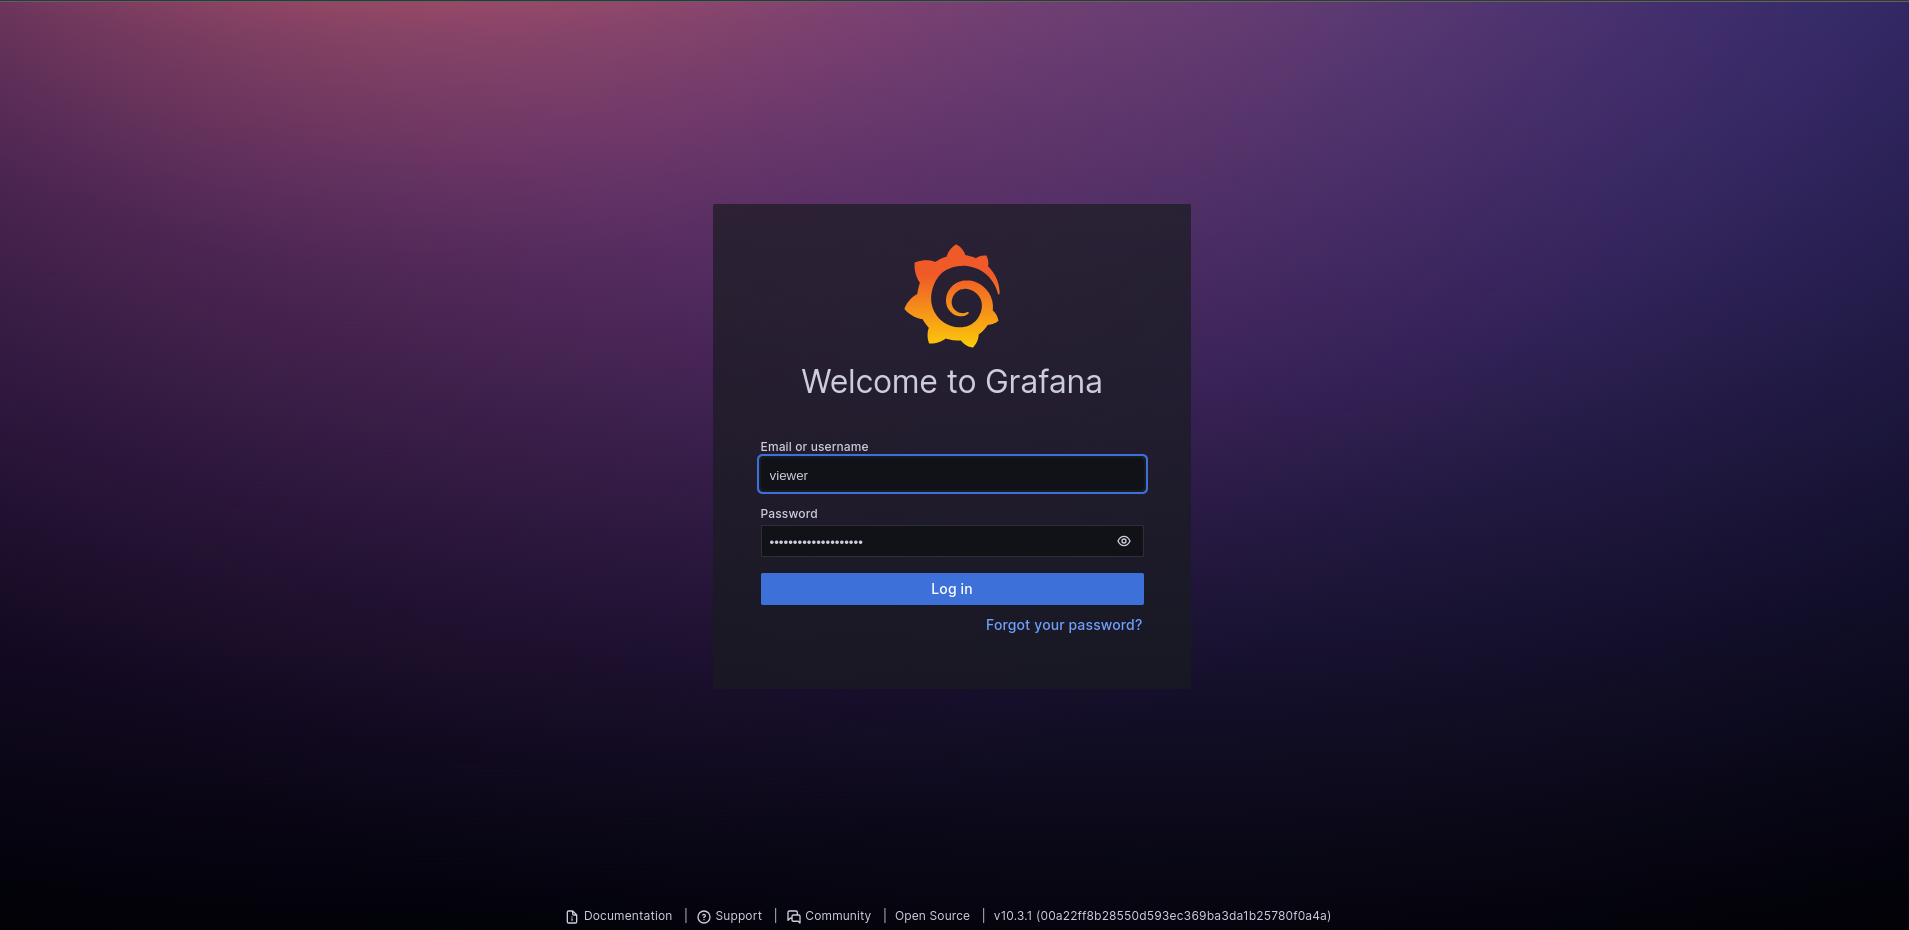 Welcome to Grafana
Email or username
viewer
Password
••••••••••••••••••••
Log in
Forgot your password?
Documentation | Support | Community | Open Source | v10.3.1 (00a22ff8b28550d593ec369ba3da1b25780f0a4a)